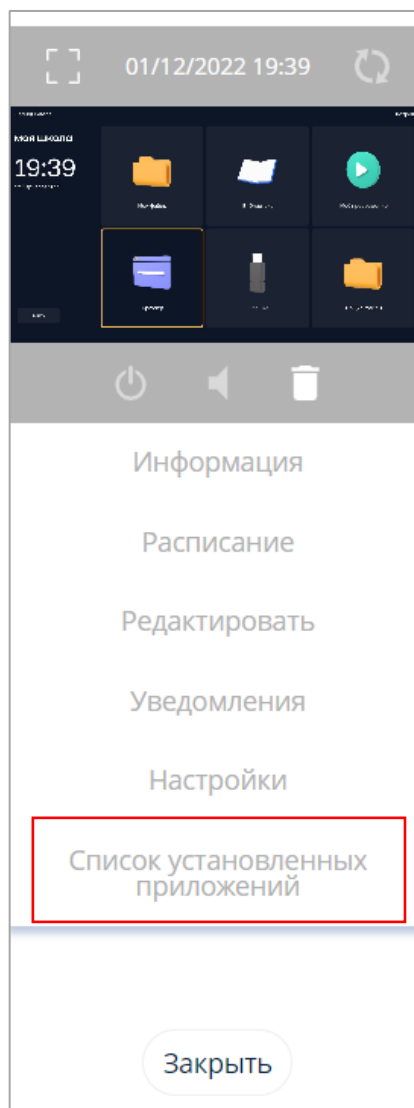 01/12/2022 19:39
Моя школа
19:39
Информация
Расписание
Редактировать
Уведомления
Настройки
Список установленных
приложений
Закрыть